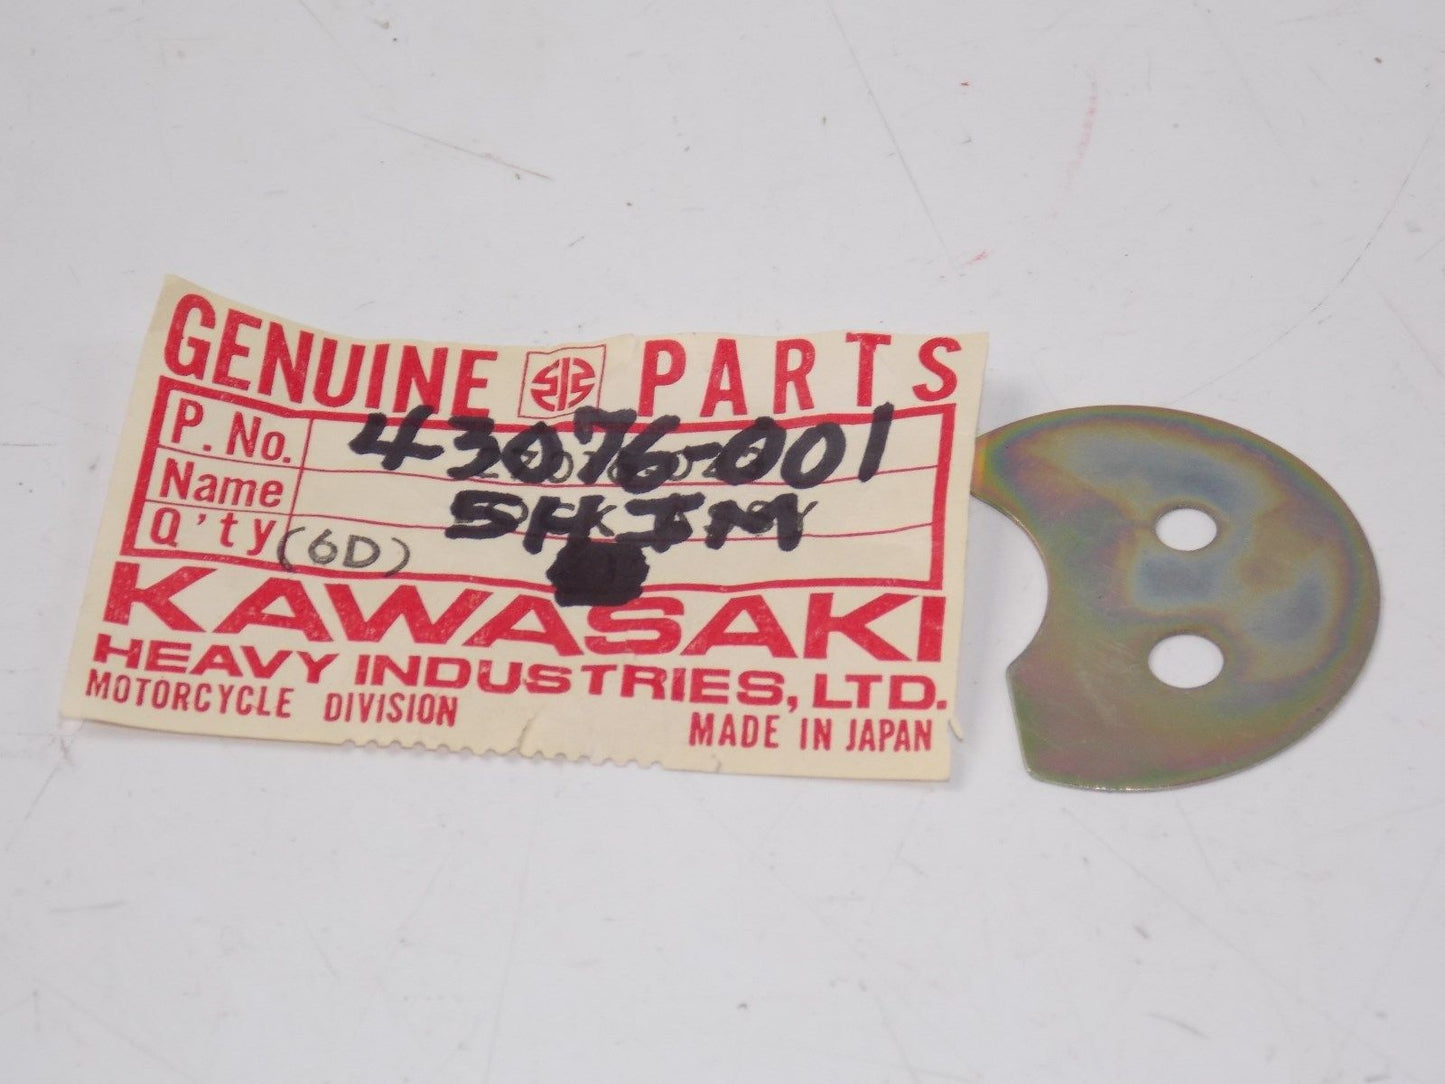 GENUINE PARTS
P. No. 43076-001
Name SHIM
Q'ty (6D)
KAWASAKI
HEAVY INDUSTRIES, LTD.
MOTORCYCLE DIVISION MADE IN JAPAN